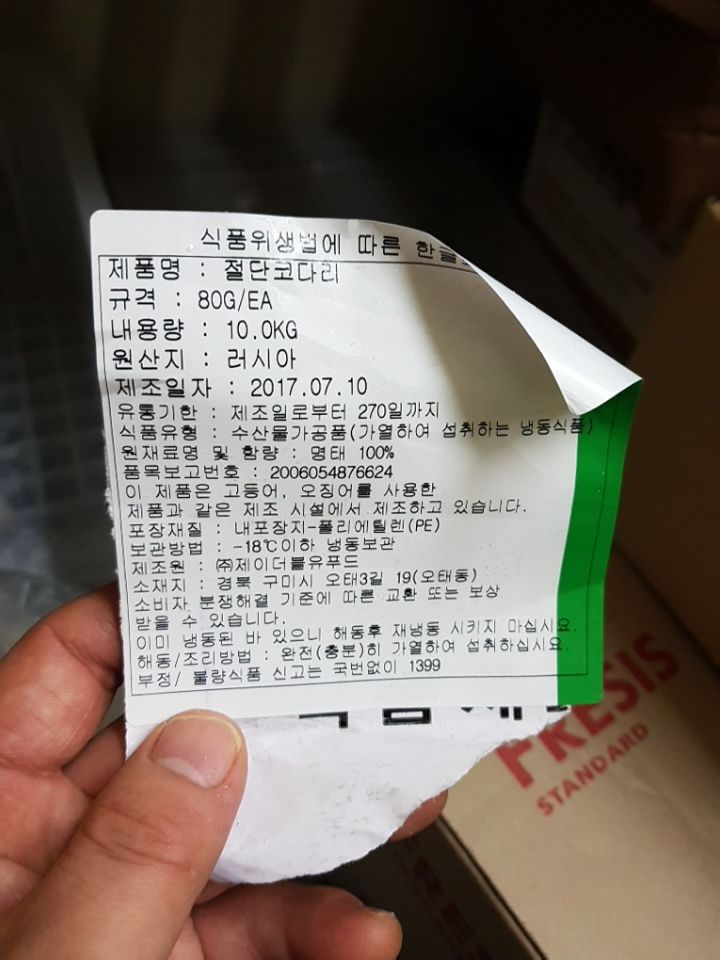 식품위생법에 따른 한글
제품명 : 절단코다리
규격 : 80G/EA
내용량 : 10.0KG
원산지 : 러시아
제조일자 : 2017.07.10
유통기한 : 제조일로부터 270일까지
식품유형 : 수산물가공품(가열하여 섭취하는 냉동식품)
원재료명 및 함량 : 명태 100%
품목보고번호 : 2006054876624
이 제품은 고등어, 오징어를 사용한
제품과 같은 제조 시설에서 제조하고 있습니다.
포장재질 : 내포장지-폴리에틸렌(PE)
보관방법 : -18℃이하 냉동보관
제조원 : ㈜제이더블유푸드
소재지 : 경북 구미시 오태3길 19(오태동)
소비자 분쟁해결 기준에 따른 교환 또는 보상
받을 수 있습니다.
이미 냉동된 바 있으니 해동후 재냉동 시키지 마십시요.
해동/조리방법 : 완전(충분)히 가열하여 섭취하십시요.
부정/ 불량식품 신고는 국번없이 1399
FRESIS
STANDARD